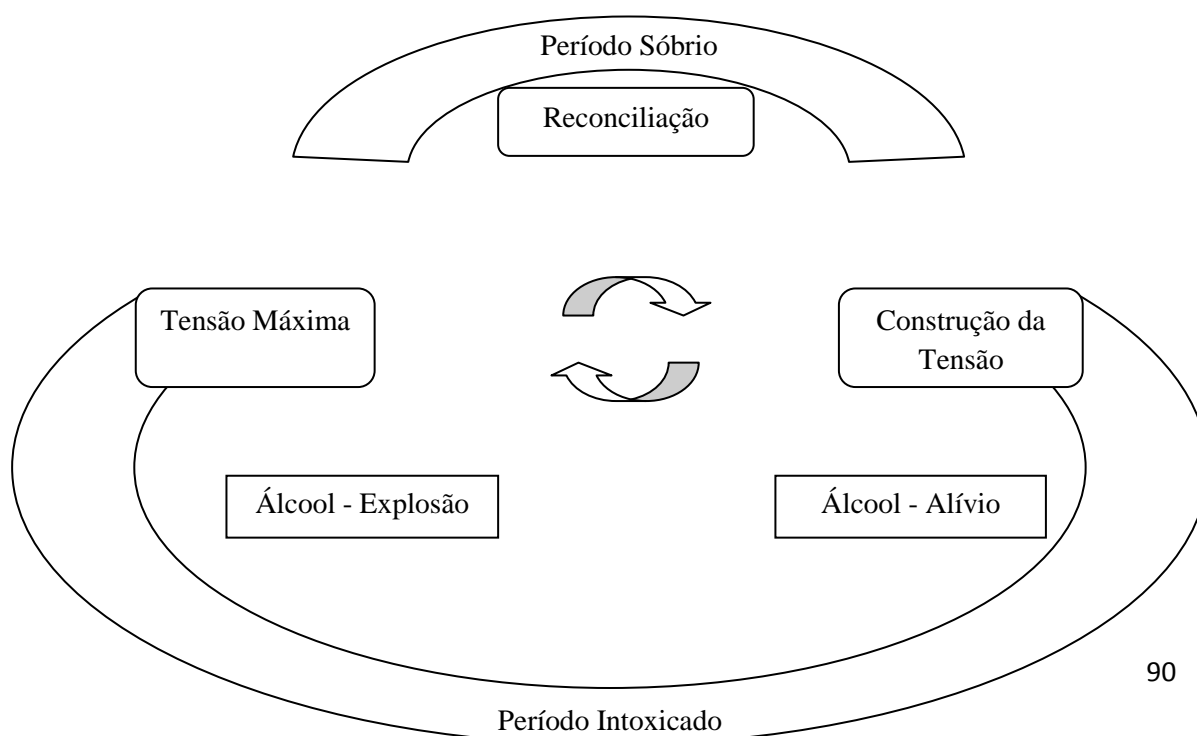 Período Sóbrio
Reconciliação
Tensão Máxima
Construção da
Tensão
Álcool - Explosão
Álcool - Alívio
90
Período Intoxicado